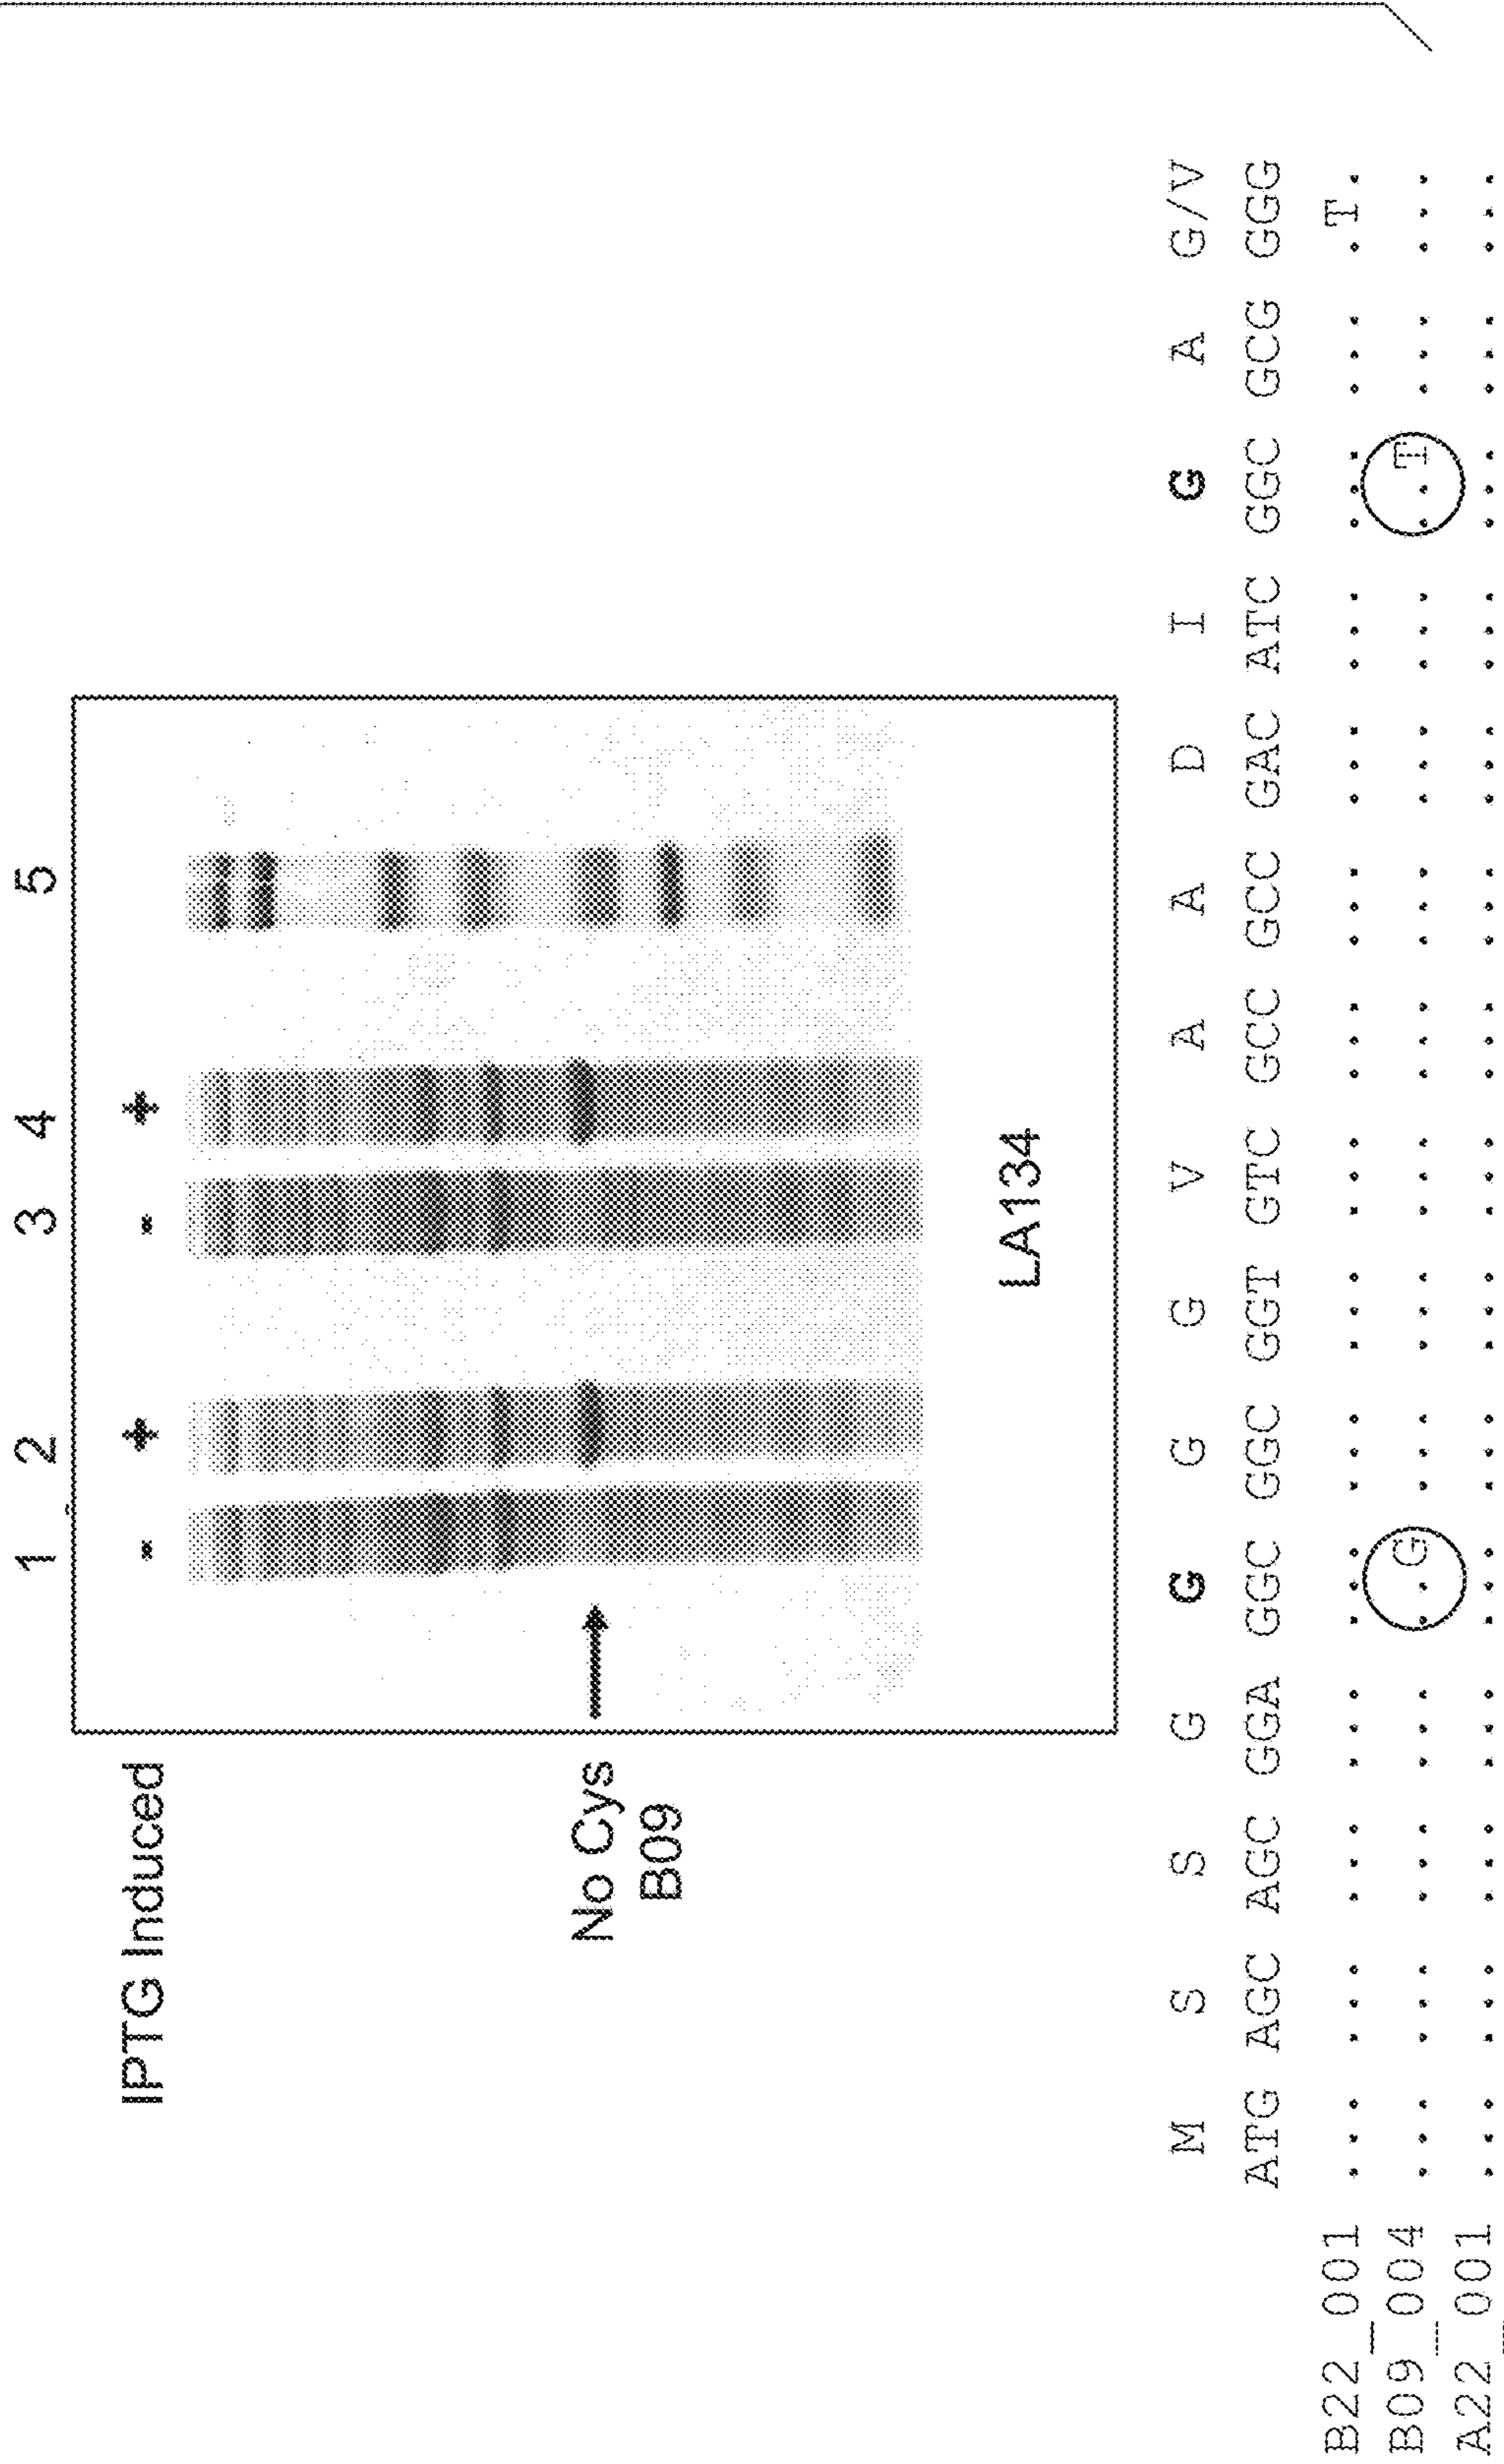 1 2 3 4 5
IPTG Induced - + - +
No Cys
B09
LA134
M S S G G G G V A A D I G A G/V
ATG AGC AGC GGA GGC GGC GGT GTC GCC GCC GAC ATC GGC GCG GGG
B22_001 ... ... ... ... ... ... ... ... ... ... ... ... ... ... .T.
B09_004 ... ... ... ... ..G ... ... ... ... ... ... ... ..T ... ...
A22_001 ... ... ... ... ... ... ... ... ... ... ... ... ... ... ...